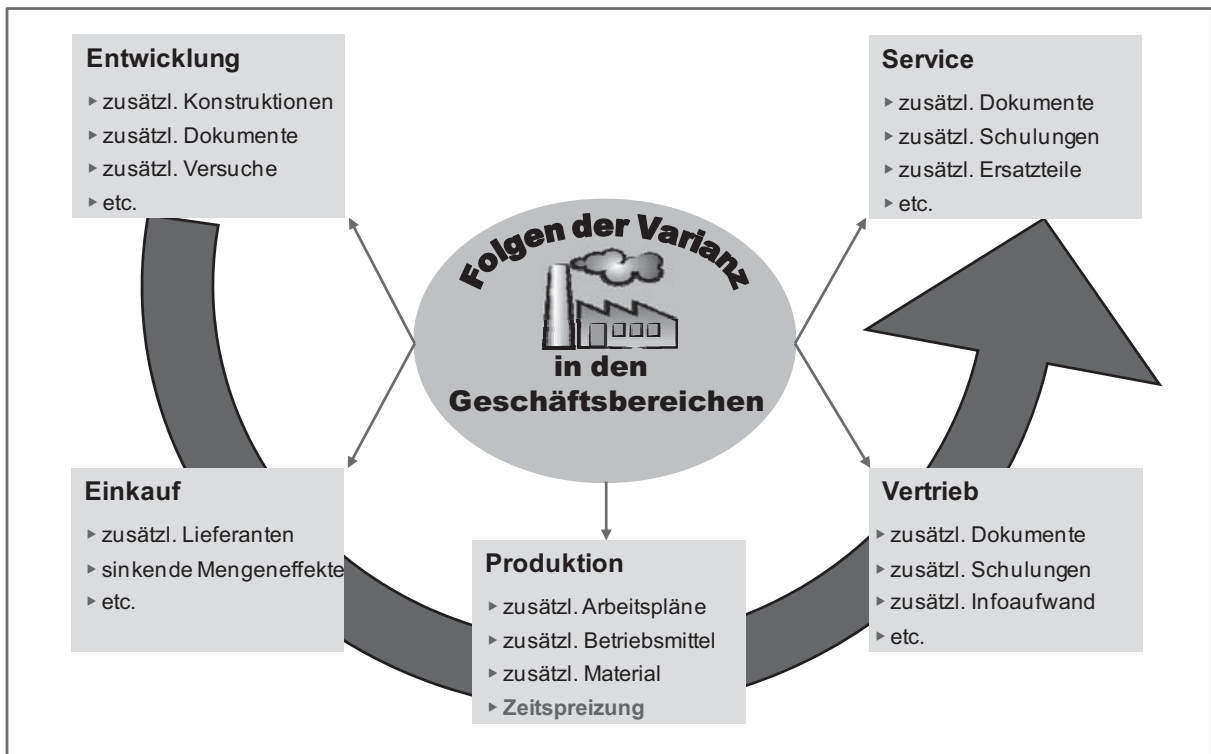 Entwicklung
▸ zusätzl. Konstruktionen
▸ zusätzl. Dokumente
▸ zusätzl. Versuche
▸ etc.
Service
▸ zusätzl. Dokumente
▸ zusätzl. Schulungen
▸ zusätzl. Ersatzteile
▸ etc.
Folgen der Varianz
in den
Geschäftsbereichen
Einkauf
▸ zusätzl. Lieferanten
▸ sinkende Mengeneffekte
▸ etc.
Produktion
▸ zusätzl. Arbeitspläne
▸ zusätzl. Betriebsmittel
▸ zusätzl. Material
▸ Zeitspreizung
Vertrieb
▸ zusätzl. Dokumente
▸ zusätzl. Schulungen
▸ zusätzl. Infoaufwand
▸ etc.